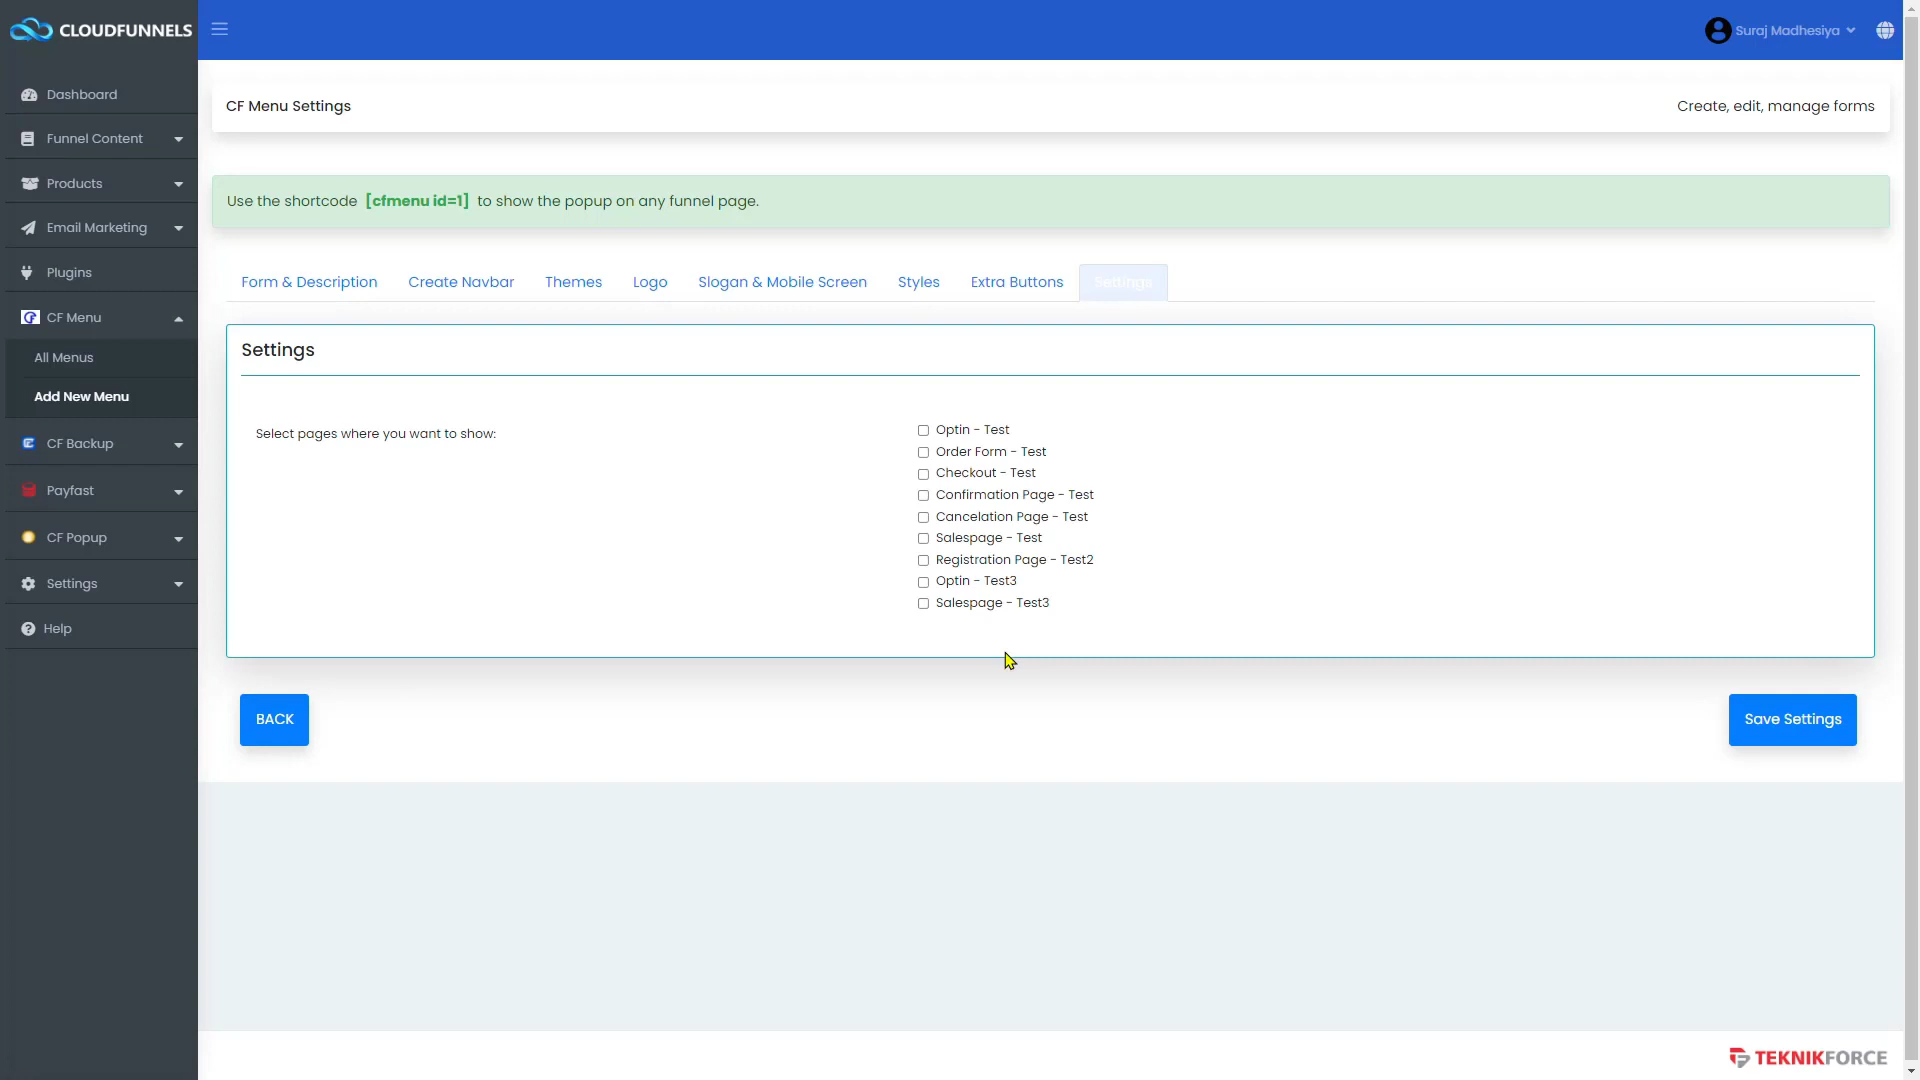 CLOUDFUNNELS
Suraj Madhesiya
Dashboard
Funnel Content
Products
Email Marketing
Plugins
CF Menu
All Menus
Add New Menu
CF Backup
Payfast
CF Popup
Settings
Help
CF Menu Settings
Create, edit, manage forms
Use the shortcode [cfmenu id=1] to show the popup on any funnel page.
Form & Description Create Navbar Themes Logo Slogan & Mobile Screen Styles Extra Buttons Settings
Settings
Select pages where you want to show:
Optin - Test
Order Form - Test
Checkout - Test
Confirmation Page - Test
Cancelation Page - Test
Salespage - Test
Registration Page - Test2
Optin - Test3
Salespage - Test3
BACK
Save Settings
TEKNIKFORCE